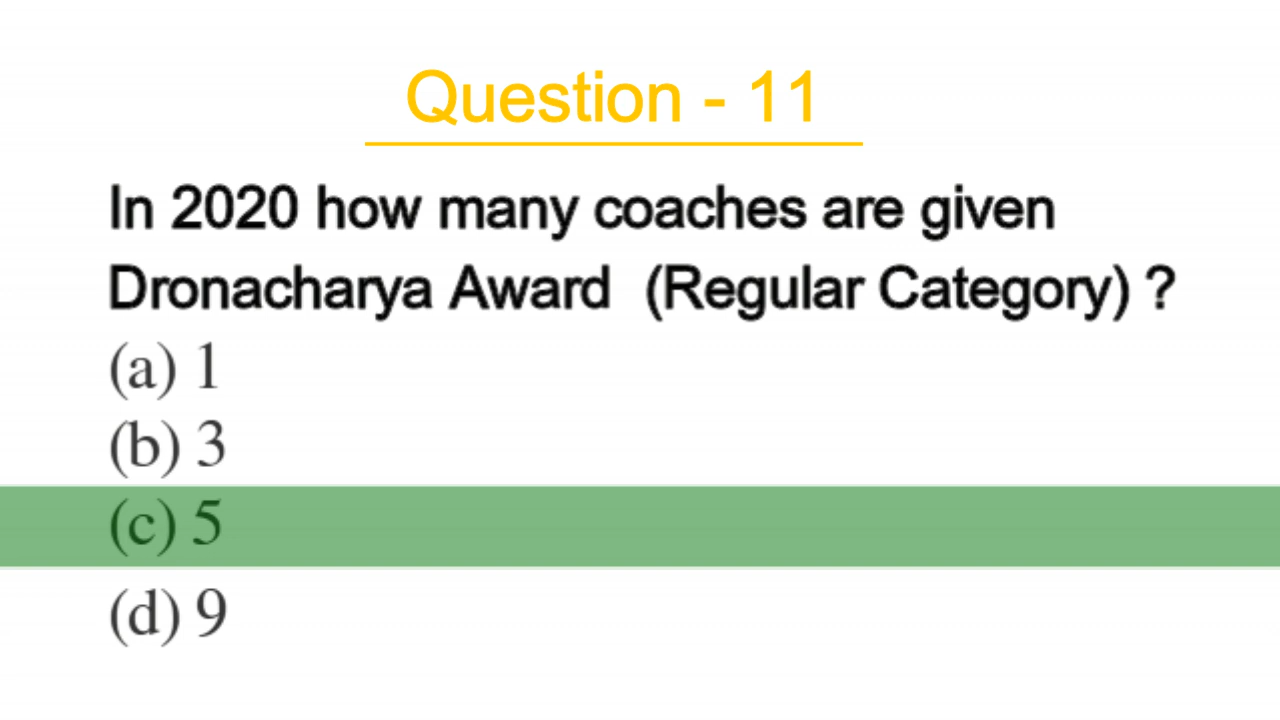 Question - 11
In 2020 how many coaches are given
Dronacharya Award (Regular Category) ?
(a) 1
(b) 3
(c) 5
(d) 9